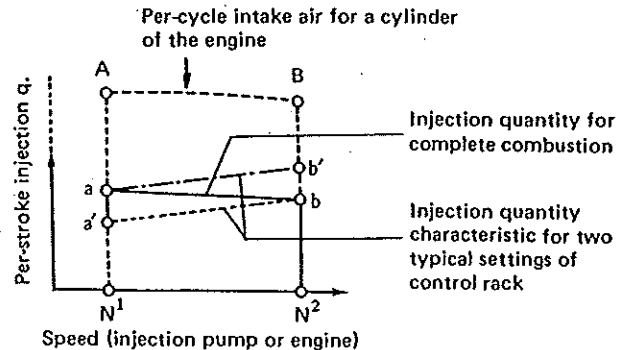 Per-cycle intake air for a cylinder
of the engine
A
B
Injection quantity for
complete combustion
Per-stroke injection q.
b'
a
b
a'
Injection quantity
characteristic for two
typical settings of
control rack
N¹
N²
Speed (injection pump or engine)